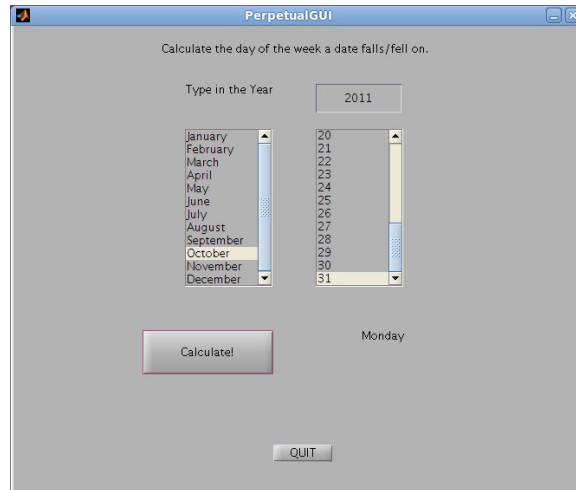 PerpetualGUI
Calculate the day of the week a date falls/fell on.
Type in the Year
2011
January
February
March
April
May
June
July
August
September
October
November
December
20
21
22
23
24
25
26
27
28
29
30
31
Calculate!
Monday
QUIT